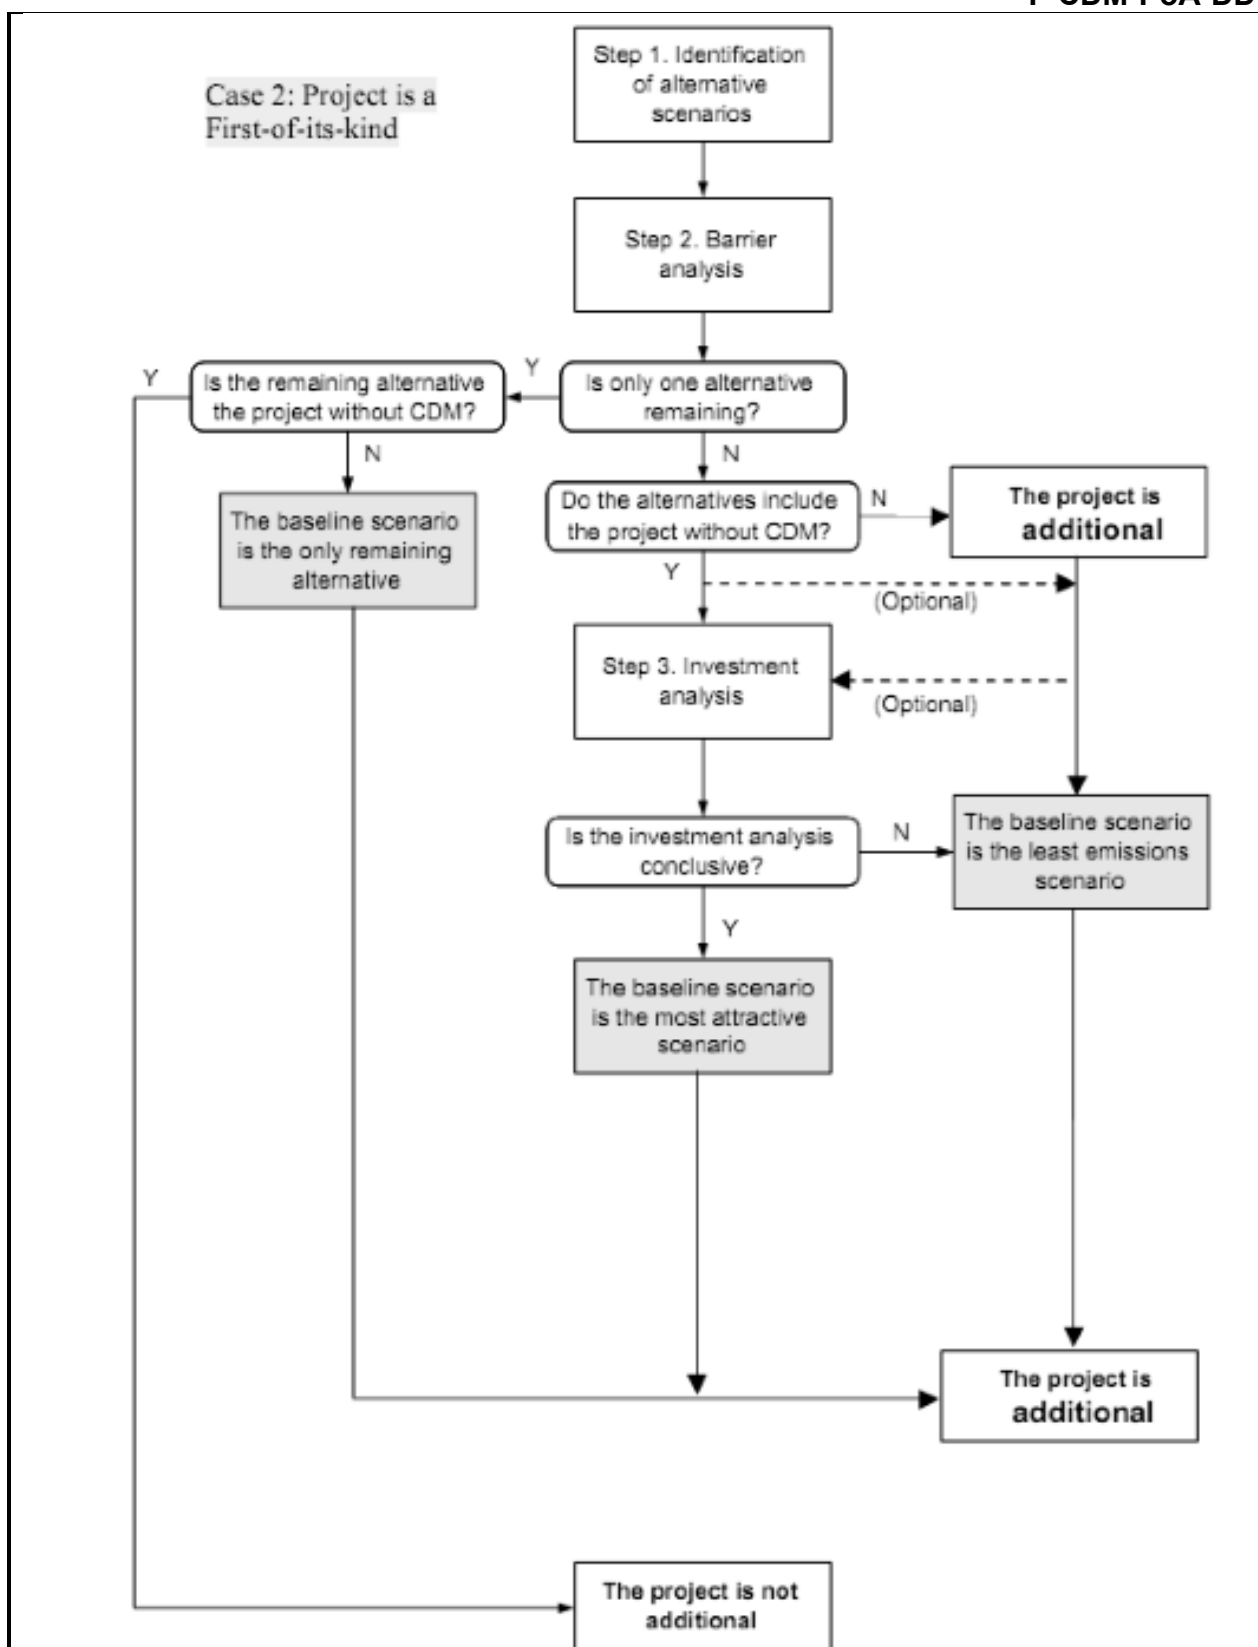 Step 1. Identification
of alternative
scenarios
Case 2: Project is a
First-of-its-kind
Step 2. Barrier
analysis
Y
Is the remaining alternative
the project without CDM?
Y
Is only one alternative
remaining?
N
N
Do the alternatives include
the project without CDM?
N
The project is
additional
The baseline scenario
is the only remaining
alternative
Y
(Optional)
Step 3. Investment
analysis
(Optional)
Is the investment analysis
conclusive?
N
The baseline scenario
is the least emissions
scenario
Y
The baseline scenario
is the most attractive
scenario
The project is
additional
The project is not
additional